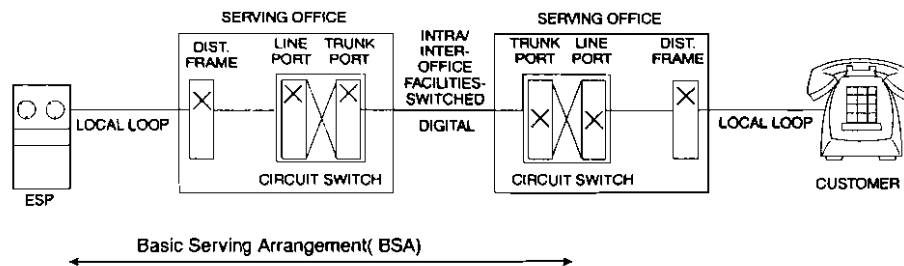 SERVING OFFICE
DIST.
FRAME
LINE
PORT
TRUNK
PORT
INTRA/
INTER-
OFFICE
FACILITIES-
SWITCHED
DIGITAL
SERVING OFFICE
TRUNK
PORT
LINE
PORT
DIST.
FRAME
LOCAL LOOP
LOCAL LOOP
CIRCUIT SWITCH
CIRCUIT SWITCH
ESP
CUSTOMER
Basic Serving Arrangement( BSA)